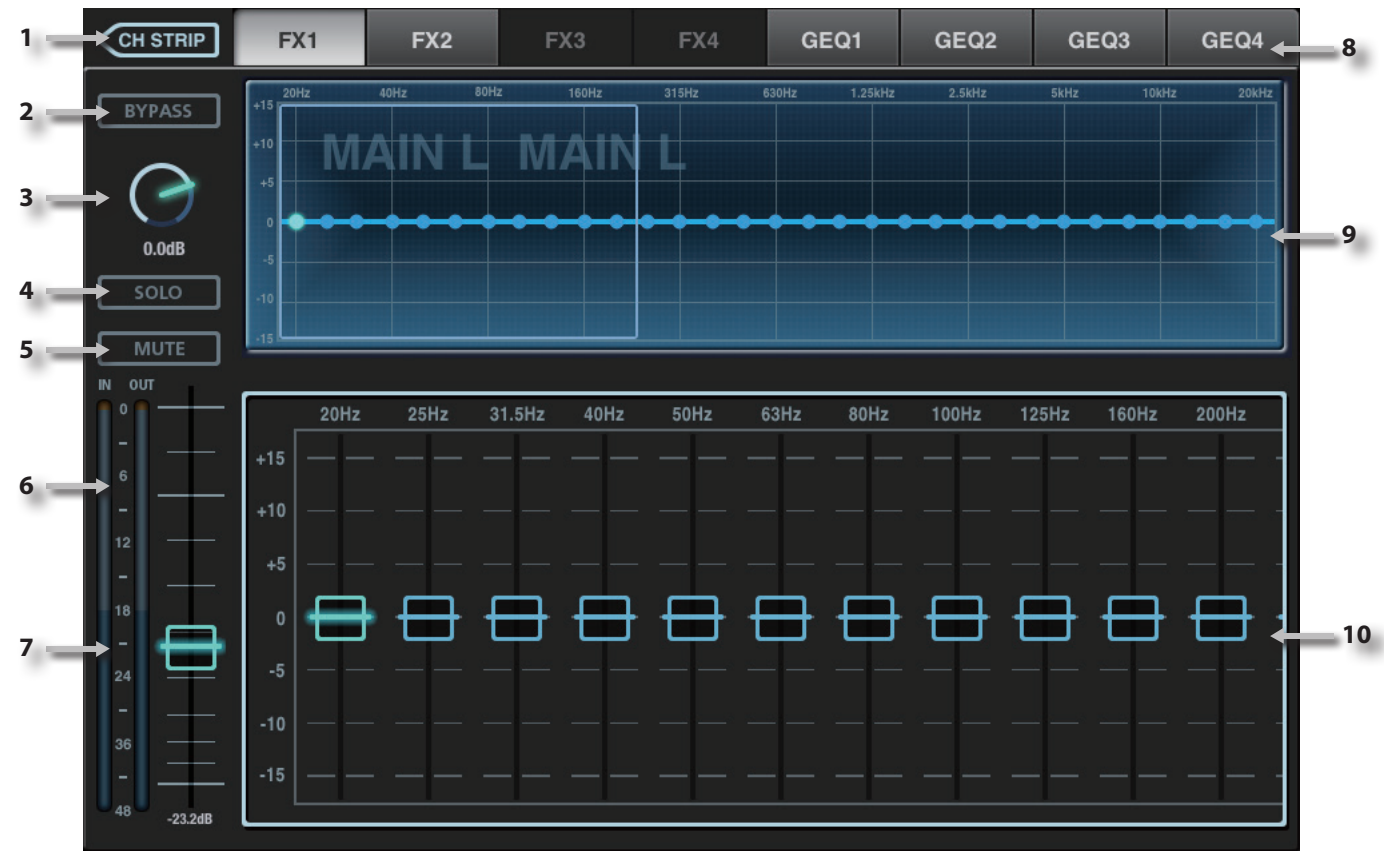 1
CH STRIP
FX1 FX2 FX3 FX4 GEQ1 GEQ2 GEQ3 GEQ4
8
2
BYPASS
3
0.0dB
4
SOLO
5
MUTE
20Hz 40Hz 80Hz 160Hz 315Hz 630Hz 1.25kHz 2.5kHz 5kHz 10kHz 20kHz
+15
+10
+5
0
-5
-10
-15
MAIN L MAIN L
9
IN OUT
0
6
12
18
24
36
48
6
7
-23.2dB
20Hz 25Hz 31.5Hz 40Hz 50Hz 63Hz 80Hz 100Hz 125Hz 160Hz 200Hz
+15
+10
+5
0
-5
-10
-15
10